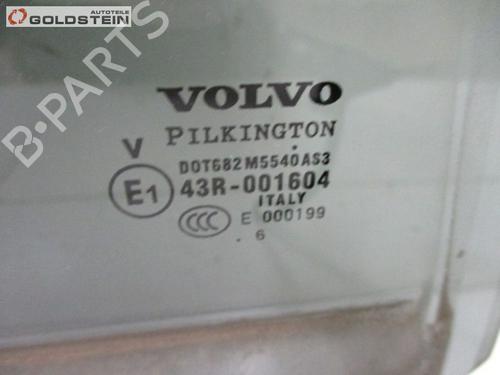 AUTOTEILE
GOLDSTEIN
B-PARTS
VOLVO
PILKINGTON
V
DOT682M5540AS3
E1
43R-001604
ITALY
CCC E 000199
. 6